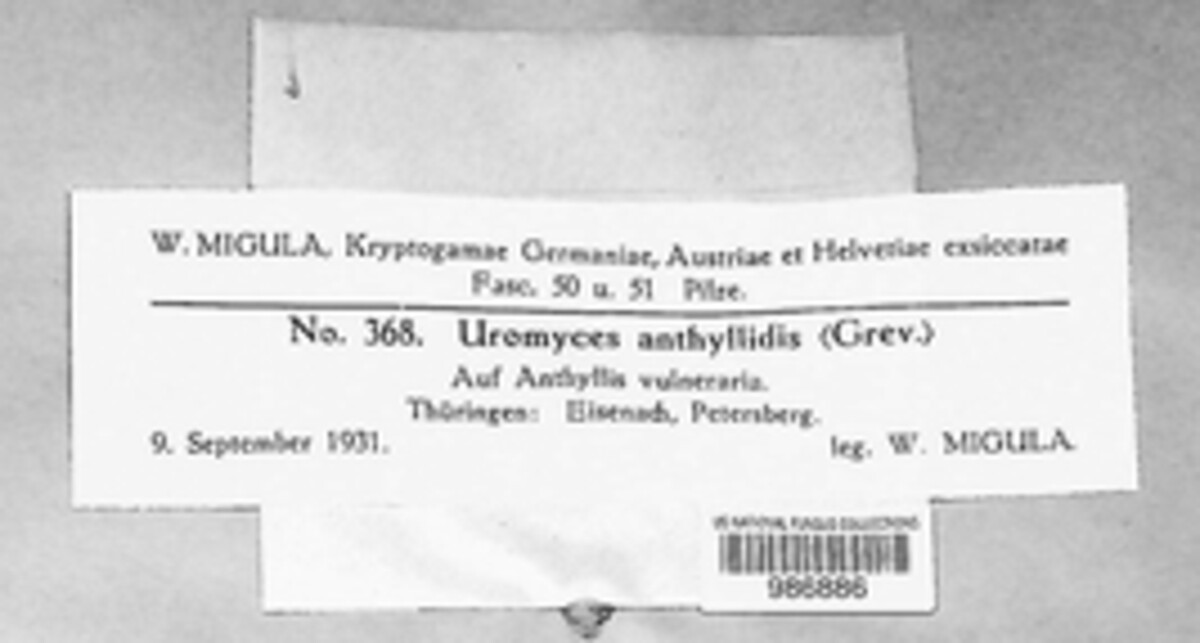 W. MIGULA, Kryptogamae Germaniae, Austriae et Helvetiae exsiccatae
Fasc. 50 u. 51 Pilze.
No. 368. Uromyces anthyllidis (Grev.)
Auf Anthyllis vulneraria.
Thüringen: Eisenach, Petersberg.
9. September 1931. leg. W. MIGULA.
US NATIONAL FUNGUS COLLECTIONS
986886